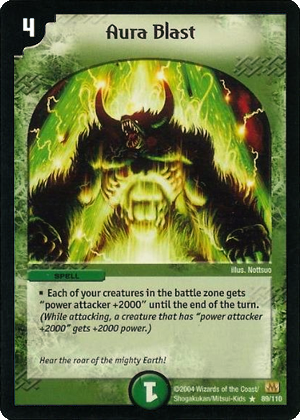 4
Aura Blast
Illus. Nottsuo
SPELL
▪ Each of your creatures in the battle zone gets
"power attacker +2000" until the end of the turn.
(While attacking, a creature that has "power attacker
+2000" gets +2000 power.)
Hear the roar of the mighty Earth!
1
©2004 Wizards of the Coast/
Shogakukan/Mitsui-Kids ★ 89/110